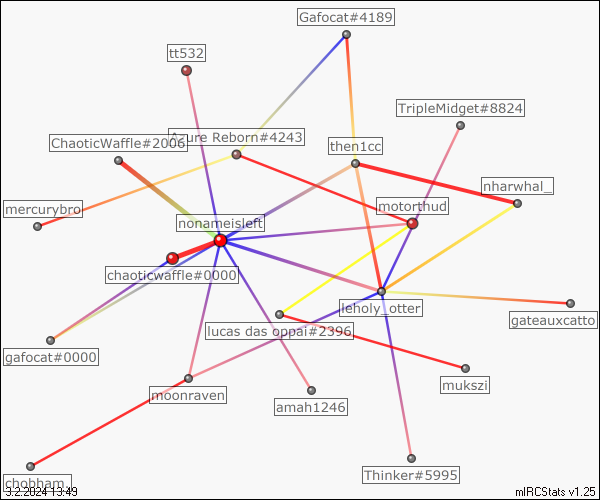 Gafocat#4189
tt532
TripleMidget#8824
ChaoticWaffle#2006
Azure Reborn#4243
then1cc
nharwhal_
mercurybro
motorthud
nonameisleft
chaoticwaffle#0000
leholy_otter
lucas das oppai#2396
gateauxcatto
gafocat#0000
mukszi
moonraven
amah1246
chobham.
Thinker#5995
3.2.2024 13:49
mIRCStats v1.25